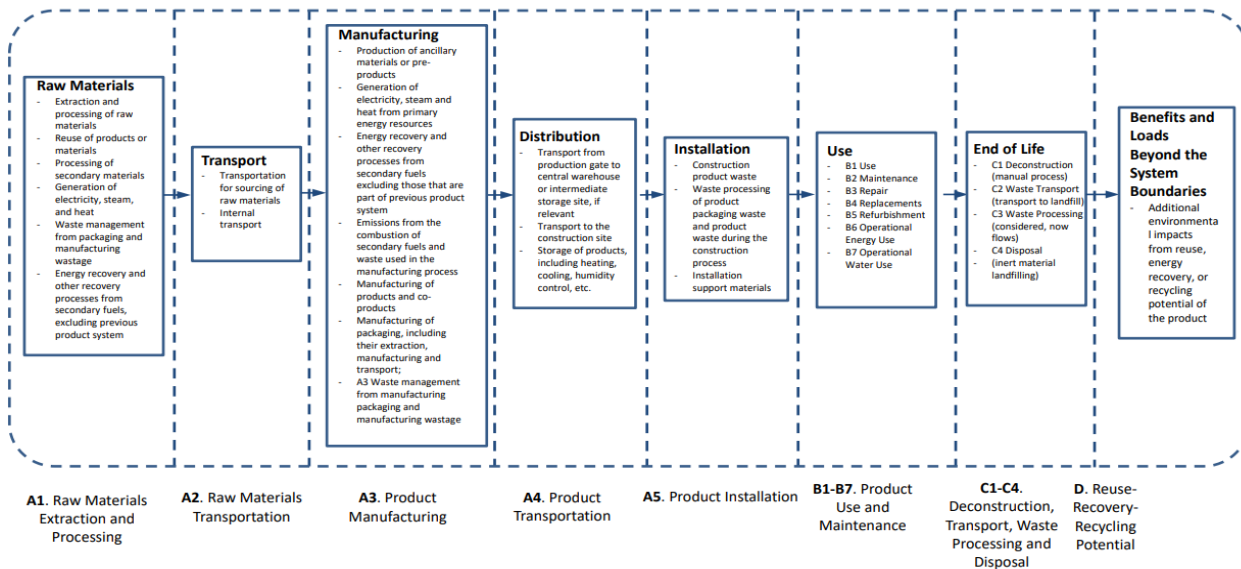 Raw Materials
- Extraction and
processing of raw
materials
- Reuse of products or
materials
- Processing of
secondary materials
- Generation of
electricity, steam,
and heat
- Waste management
from packaging and
manufacturing
wastage
- Energy recovery and
other recovery
processes from
secondary fuels,
excluding previous
product system
Transport
- Transportation
for sourcing of
raw materials
- Internal
transport
Manufacturing
- Production of ancillary
materials or pre-
products
- Generation of
electricity, steam and
heat from primary
energy resources
- Energy recovery and
other recovery
processes from
secondary fuels
excluding those that are
part of previous product
system
- Emissions from the
combustion of
secondary fuels and
waste used in the
manufacturing process
- Manufacturing of
products and co-
products
- Manufacturing of
packaging, including
their extraction,
manufacturing and
transport;
- A3 Waste management
from manufacturing
packaging and
manufacturing wastage
Distribution
- Transport from
production gate to
central warehouse
or intermediate
storage site, if
relevant
- Transport to the
construction site
- Storage of products,
including heating,
cooling, humidity
control, etc.
Installation
- Construction
product waste
- Waste processing
of product
packaging waste
and product
waste during the
construction
process
- Installation
support materials
Use
- B1 Use
- B2 Maintenance
- B3 Repair
- B4 Replacements
- B5 Refurbishment
- B6 Operational
Energy Use
- B7 Operational
Water Use
End of Life
- C1 Deconstruction
(manual process)
- C2 Waste Transport
(transport to landfill)
- C3 Waste Processing
(considered, now
flows)
- C4 Disposal
- (inert material
landfilling)
Benefits and
Loads
Beyond the
System
Boundaries
- Additional
environmenta
l impacts
from reuse,
energy
recovery, or
recycling
potential of
the product
A1. Raw Materials
Extraction and
Processing
A2. Raw Materials
Transportation
A3. Product
Manufacturing
A4. Product
Transportation
A5. Product Installation
B1-B7. Product
Use and
Maintenance
C1-C4.
Deconstruction,
Transport, Waste
Processing and
Disposal
D. Reuse-
Recovery-
Recycling
Potential